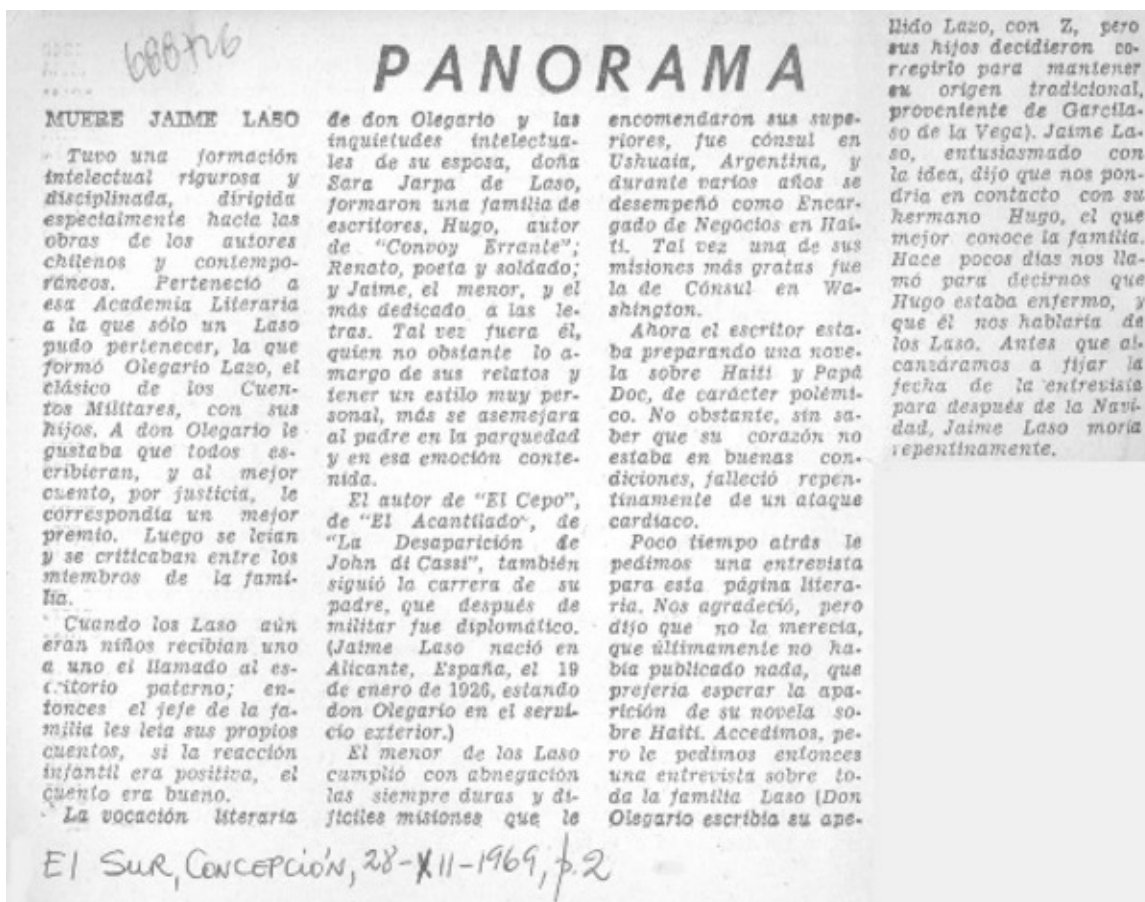 688726
PANORAMA
MUERE JAIME LASO
Tuvo una formación
intelectual rigurosa y
disciplinada, dirigida
especialmente hacia las
obras de los autores
chilenos y contempo-
ráneos. Perteneció a
esa Academia Literaria
a la que sólo un Laso
pudo pertenecer, la que
formó Olegario Lazo, el
clásico de los Cuen-
tos Militares, con sus
hijos. A don Olegario le
gustaba que todos es-
cribieran, y al mejor
cuento, por justicia, le
correspondía un mejor
premio. Luego se leían
y se criticaban entre los
miembros de la fami-
lia.
Cuando los Laso aún
eran niños recibían uno
a uno el llamado al es-
critorio paterno; en-
tonces el jefe de la fa-
milia les leía sus propios
cuentos, si la reacción
infantil era positiva, el
cuento era bueno.
La vocación literaria
de don Olegario y las
inquietudes intelectua-
les de su esposa, doña
Sara Jarpa de Laso,
formaron una familia de
escritores, Hugo, autor
de "Convoy Errante";
Renato, poeta y soldado;
y Jaime, el menor, y el
más dedicado a las le-
tras. Tal vez fuera él,
quien no obstante lo a-
margo de sus relatos y
tener un estilo muy per-
sonal, más se asemejara
al padre en la parquedad
y en esa emoción conte-
nida.
El autor de "El Cepo",
de "El Acantilado", de
"La Desaparición de
John di Cassi", también
siguió la carrera de su
padre, que después de
militar fue diplomático.
(Jaime Laso nació en
Alicante, España, el 19
de enero de 1926, estando
don Olegario en el servi-
cio exterior.)
El menor de los Laso
cumplió con abnegación
las siempre duras y di-
fíciles misiones que le
encomendaron sus supe-
riores, fue cónsul en
Ushuaia, Argentina, y
durante varios años se
desempeñó como Encar-
gado de Negocios en Hai-
tí. Tal vez una de sus
misiones más gratas fue
la de Cónsul en Wa-
shington.
Ahora el escritor esta-
ba preparando una nove-
la sobre Haití y Papá
Doc, de carácter polémi-
co. No obstante, sin sa-
ber que su corazón no
estaba en buenas con-
diciones, falleció repen-
tinamente de un ataque
cardíaco.
Poco tiempo atrás le
pedimos una entrevista
para esta página litera-
ria. Nos agradeció, pero
dijo que no la merecía,
que últimamente no ha-
bía publicado nada, que
prefería esperar la apa-
rición de su novela so-
bre Haití. Accedimos, pe-
ro le pedimos entonces
una entrevista sobre to-
da la familia Laso (Don
Olegario escribía su ape-
llido Lazo, con Z, pero
sus hijos decidieron co-
rregirlo para mantener
su origen tradicional,
proveniente de Garcila-
so de la Vega). Jaime La-
so, entusiasmado con
la idea, dijo que nos pon-
dría en contacto con su
hermano Hugo, el que
mejor conoce la familia.
Hace pocos días nos lla-
mó para decirnos que
Hugo estaba enfermo, y
que él nos hablaría de
los Laso. Antes que al-
canzáramos a fijar la
fecha de la entrevista
para después de la Navi-
dad, Jaime Laso moría
repentinamente.
El SUR, CONCEPCIÓN, 28-XII-1969, p.2